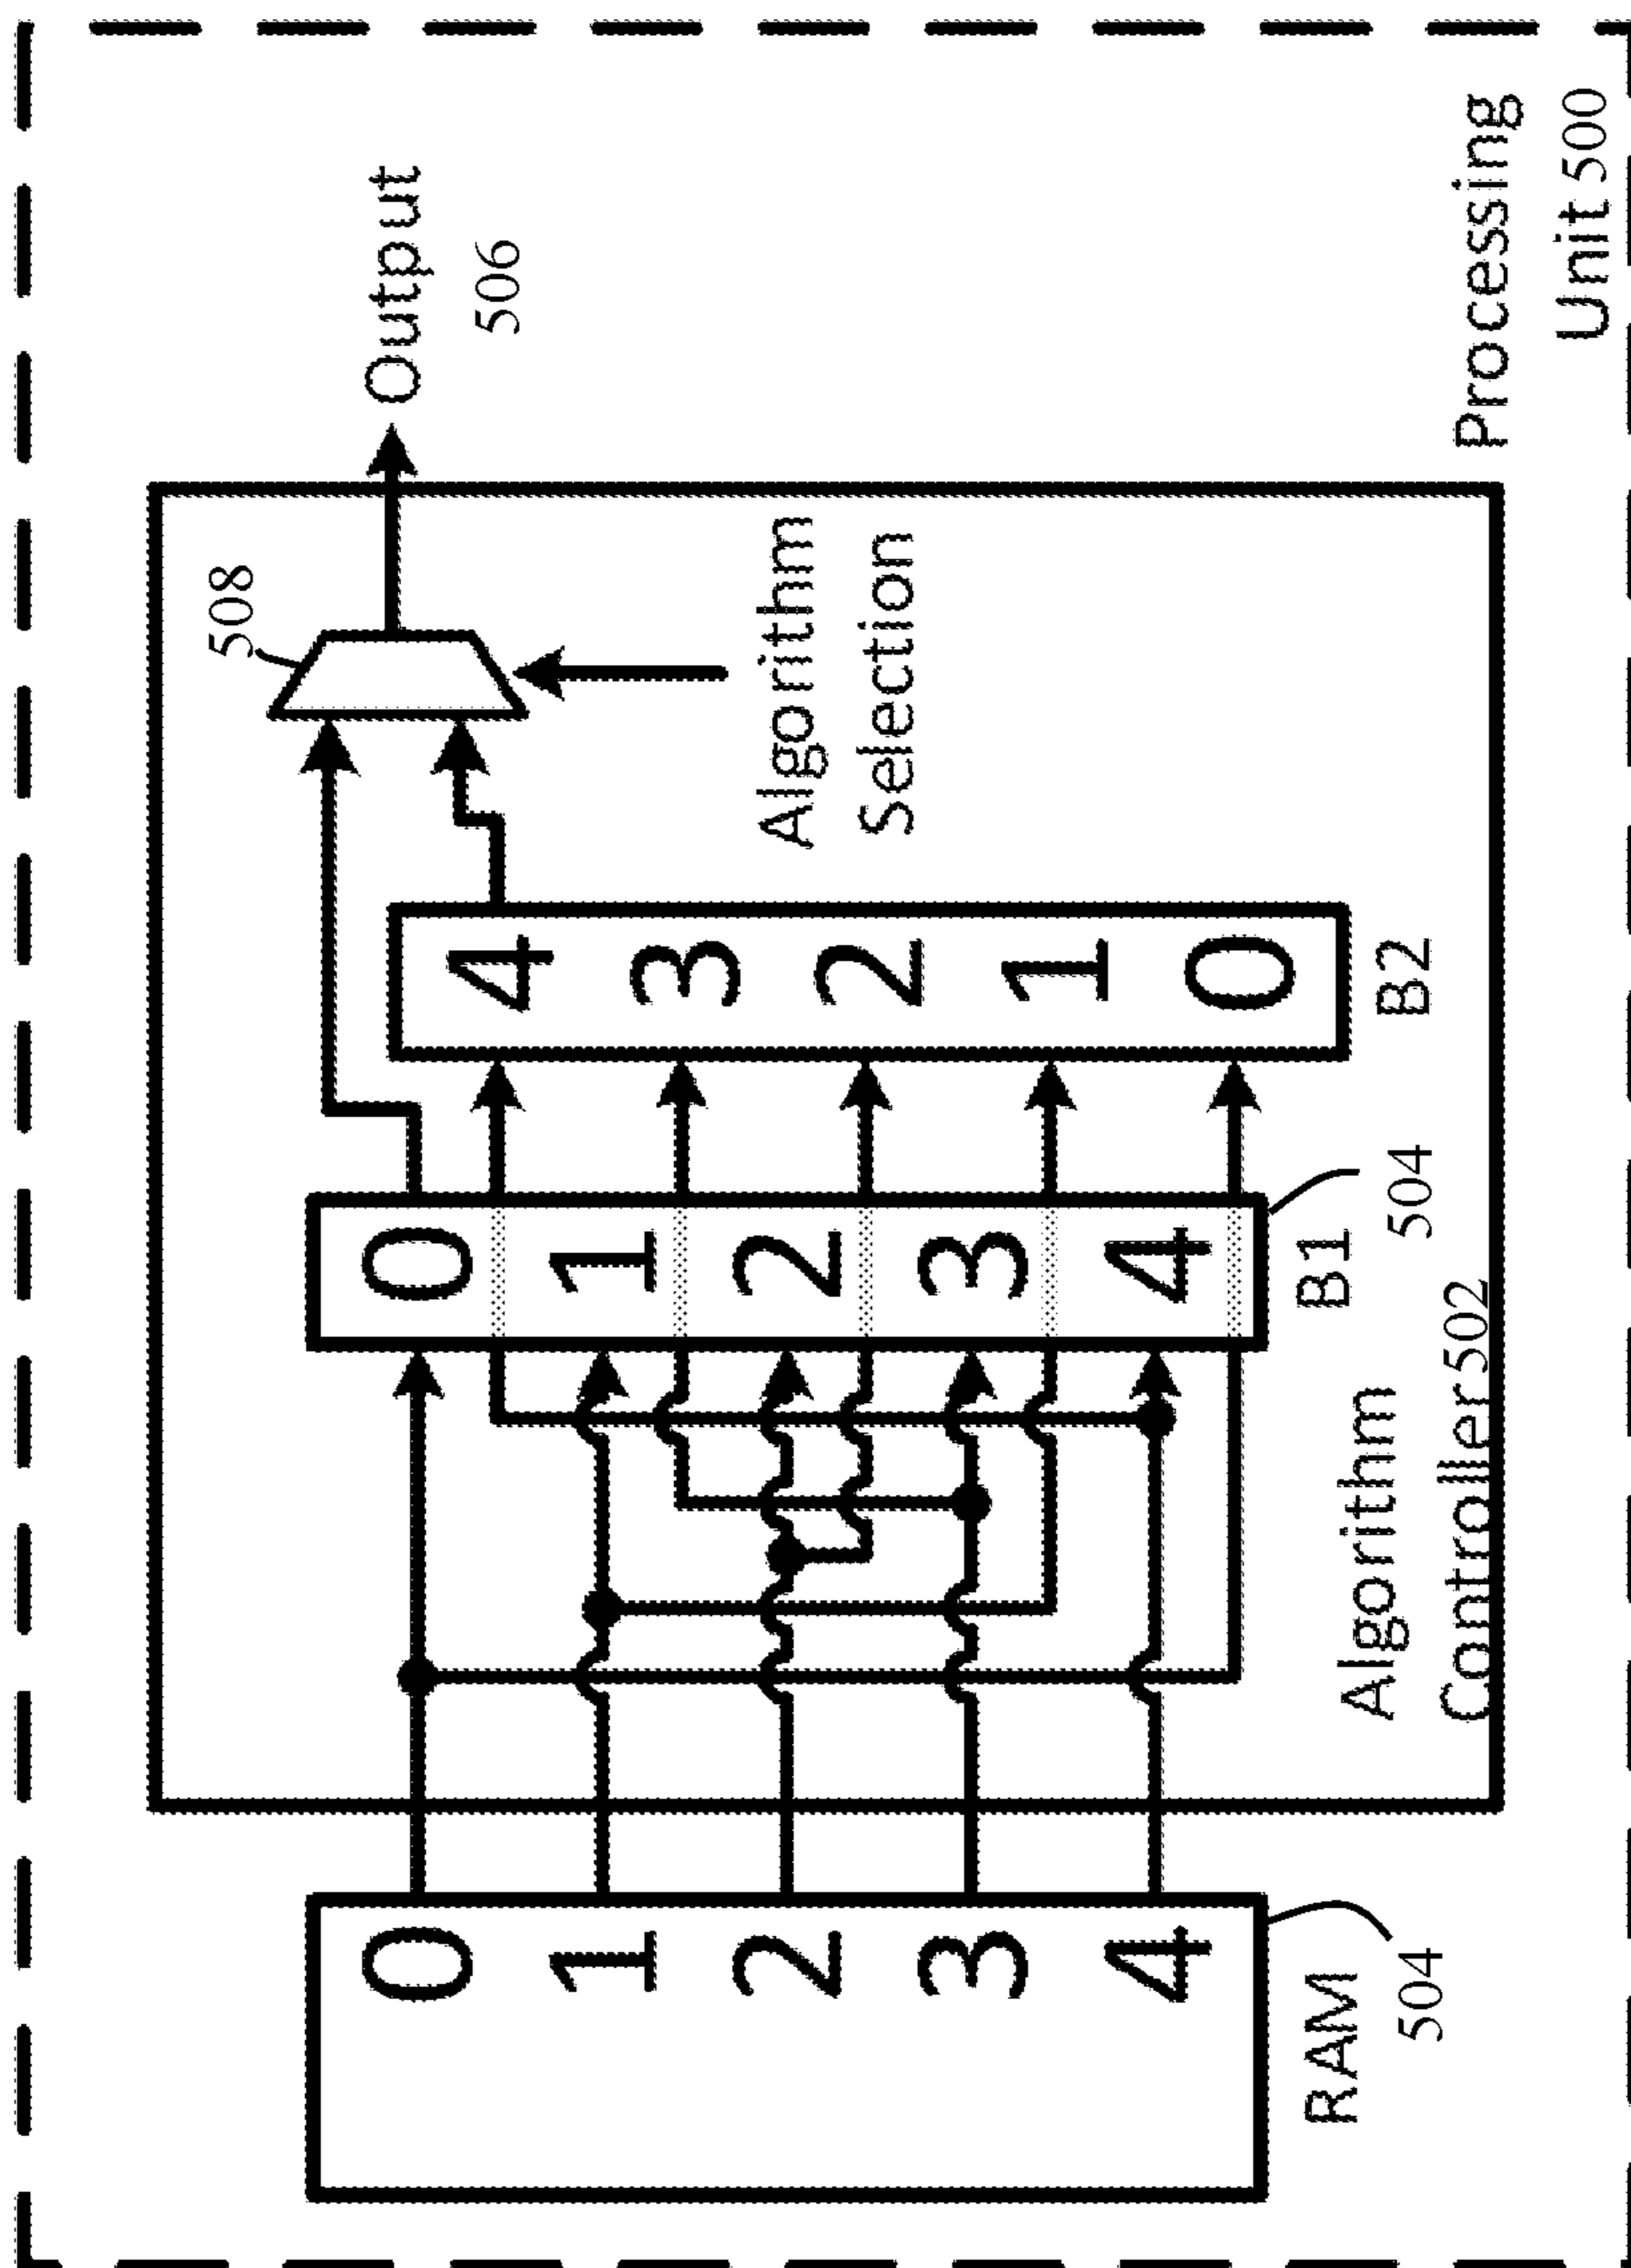 Processing
Unit 500
Output
506
508
Algorithm
Selection
4
3
2
1
0
B2
0
1
2
3
4
B1
504
Algorithm
Controller 502
0
1
2
3
4
RAM
504